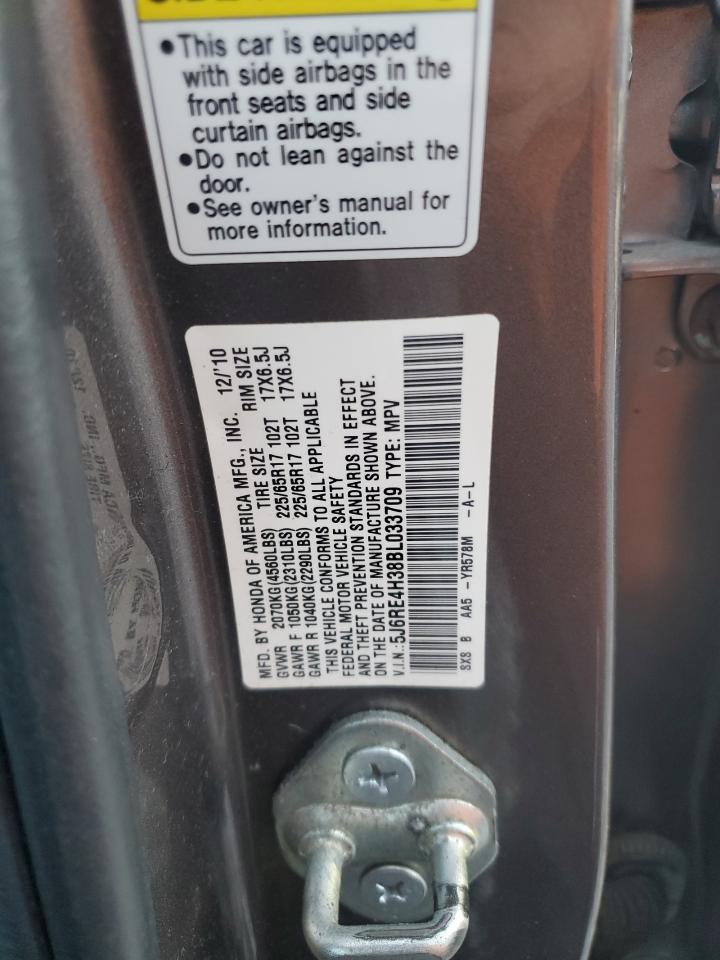 •This car is equipped
with side airbags in the
front seats and side
curtain airbags.
•Do not lean against the
door.
•See owner's manual for
more information.
MFD. BY HONDA OF AMERICA MFG., INC. 12/'10
GVWR 2070KG(4560LBS) TIRE SIZE RIM SIZE
GAWR F 1050KG(2310LBS) 225/65R17 102T 17X6.5J
GAWR R 1040KG(2290LBS) 225/65R17 102T 17X6.5J
THIS VEHICLE CONFORMS TO ALL APPLICABLE
FEDERAL MOTOR VEHICLE SAFETY
AND THEFT PREVENTION STANDARDS IN EFFECT
ON THE DATE OF MANUFACTURE SHOWN ABOVE.
V.I.N.:5J6RE4H38BL033709 TYPE: MPV
SXS B AA5 -YR578M -A-L